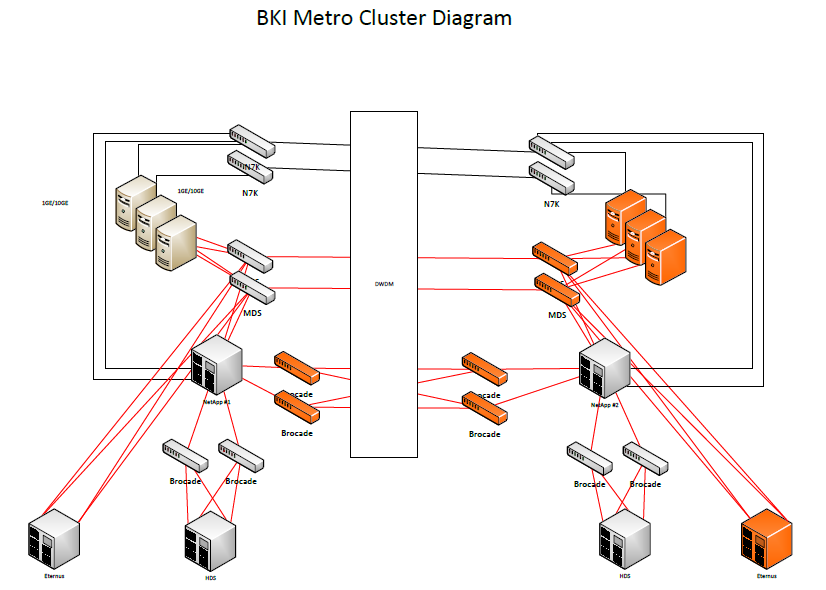 BKI Metro Cluster Diagram
N7K
N7K
N7K
1GE/10GE
1GE/10GE
DWDM
MDS
MDS
NetApp #1
NetApp #2
Brocade
Brocade
Brocade
Brocade
Brocade
Brocade
Brocade
Brocade
Eternus
HDS
HDS
Eternus